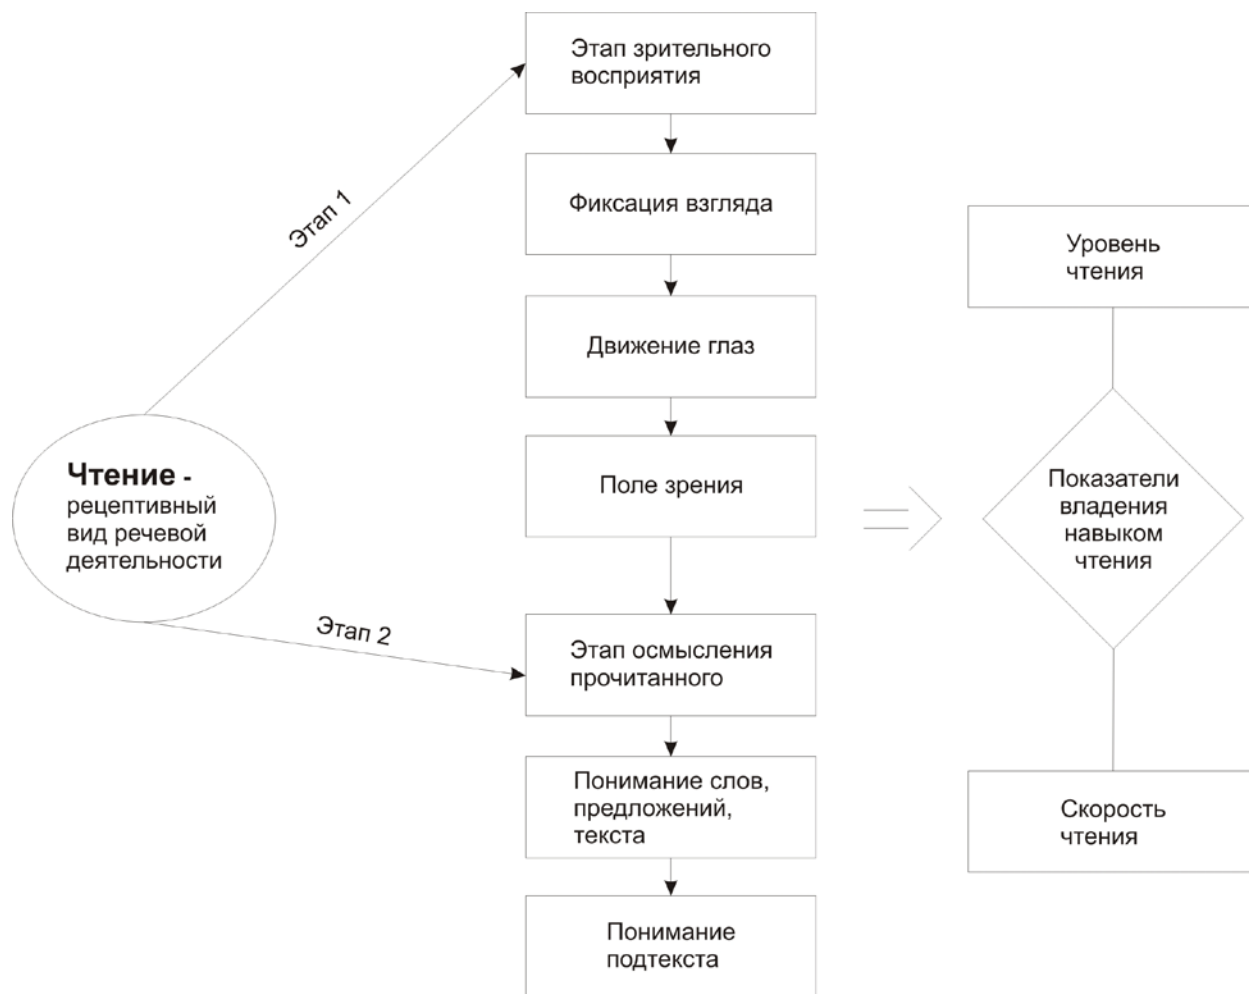 Этап зрительного
восприятия
Этап 1
Фиксация взгляда
Движение глаз
Поле зрения
Чтение -
рецептивный
вид речевой
деятельности
Этап 2
Этап осмысления
прочитанного
Понимание слов,
предложений,
текста
Понимание
подтекста
Уровень
чтения
Показатели
владения
навыком
чтения
Скорость
чтения